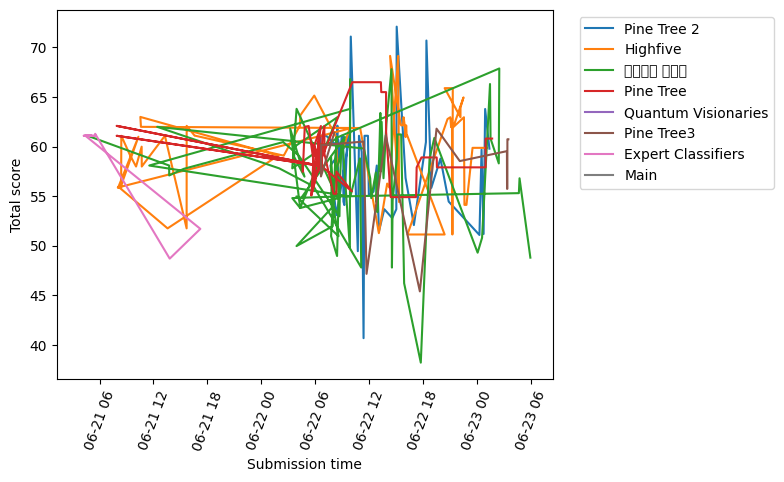 70
65
60
55
50
45
40
Total score
06-21 06
06-21 12
06-21 18
06-22 00
06-22 06
06-22 12
06-22 18
06-23 00
06-23 06
Submission time
Pine Tree 2
Highfive
Pine Tree
Quantum Visionaries
Pine Tree3
Expert Classifiers
Main